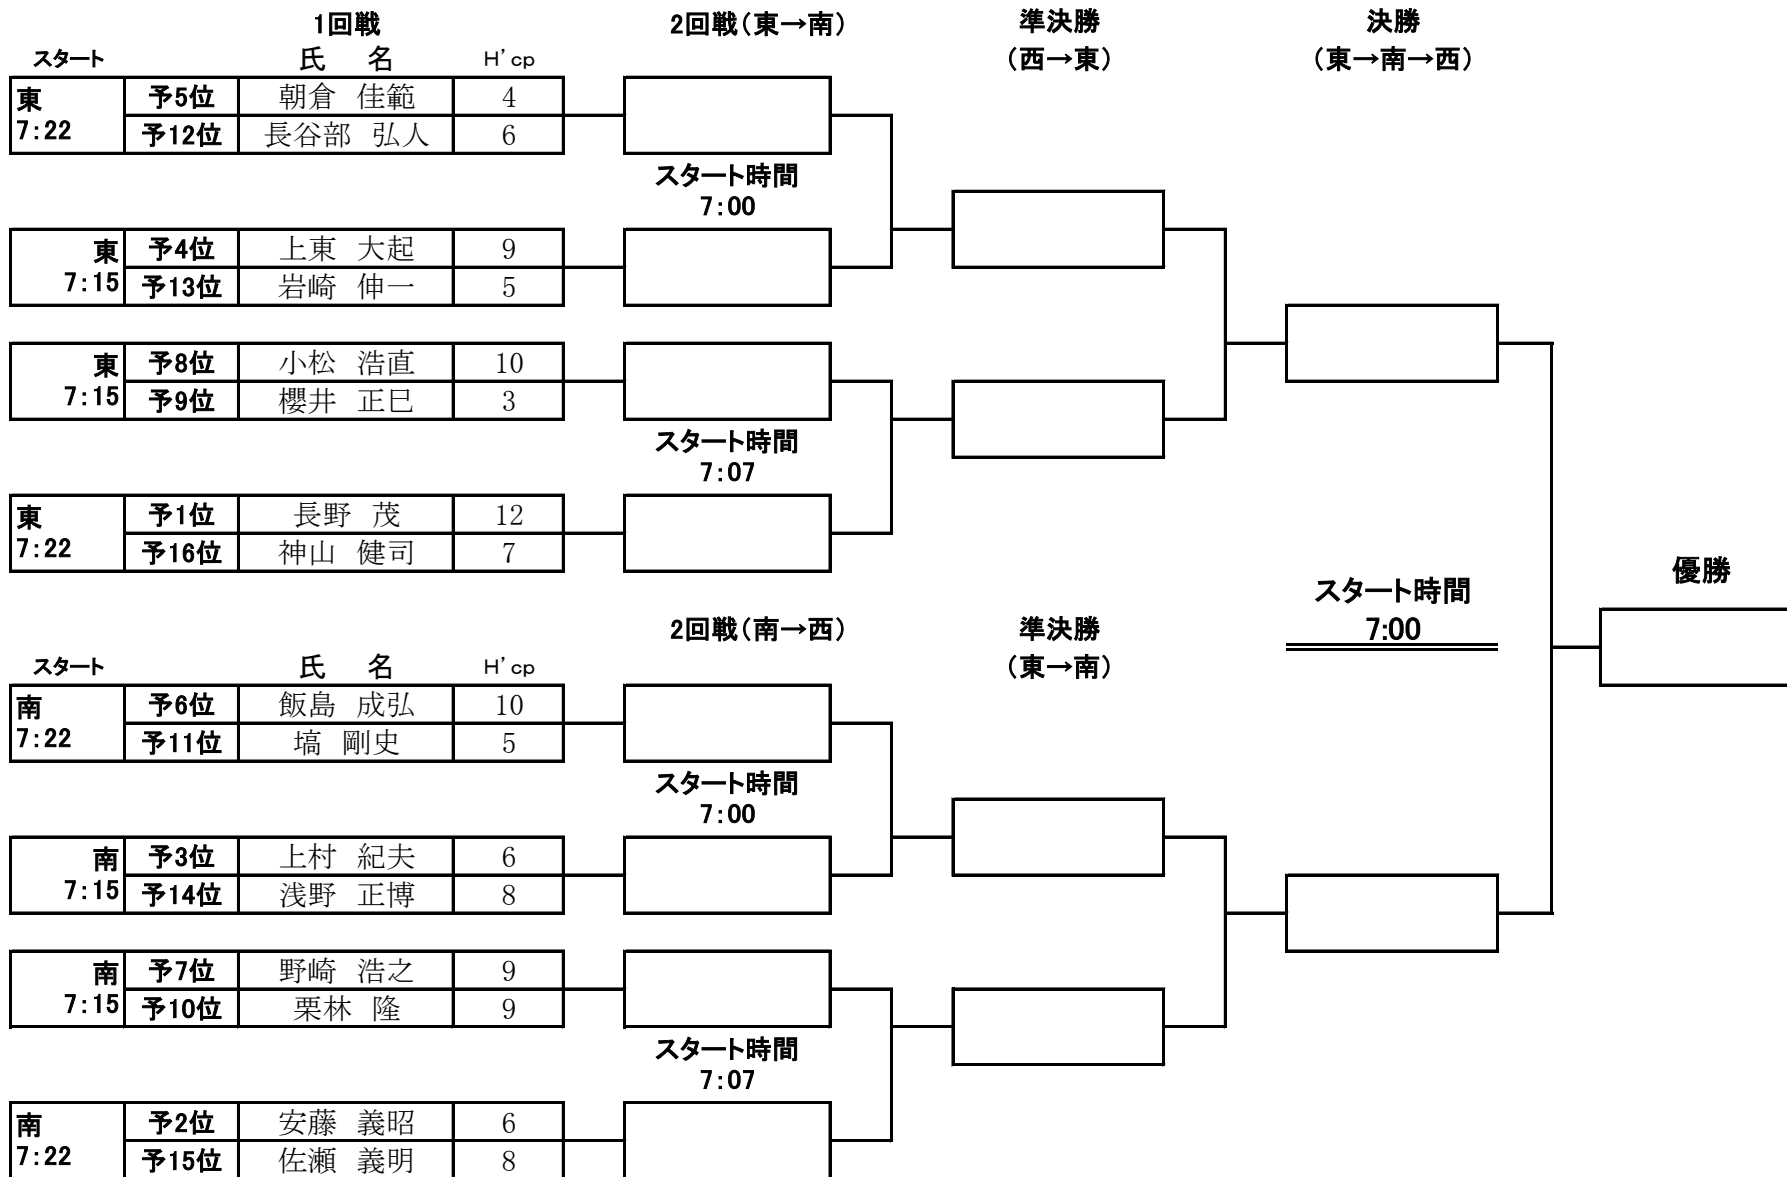 1回戦 2回戦(東→南) 準決勝 決勝
スタート 氏 名 H'cp (西→東) (東→南→西)
東 予5位 朝倉 佳範 4
7:22 予12位 長谷部 弘人 6
スタート時間
7:00
東 予4位 上東 大起 9
7:15 予13位 岩崎 伸一 5
東 予8位 小松 浩直 10
7:15 予9位 櫻井 正巳 3
スタート時間
7:07
東 予1位 長野 茂 12
7:22 予16位 神山 健司 7
優勝
スタート時間
7:00
2回戦(南→西) 準決勝
スタート 氏 名 H'cp (東→南)
南 予6位 飯島 成弘 10
7:22 予11位 塙 剛史 5
スタート時間
7:00
南 予3位 上村 紀夫 6
7:15 予14位 浅野 正博 8
南 予7位 野崎 浩之 9
7:15 予10位 栗林 隆 9
スタート時間
7:07
南 予2位 安藤 義昭 6
7:22 予15位 佐瀬 義明 8